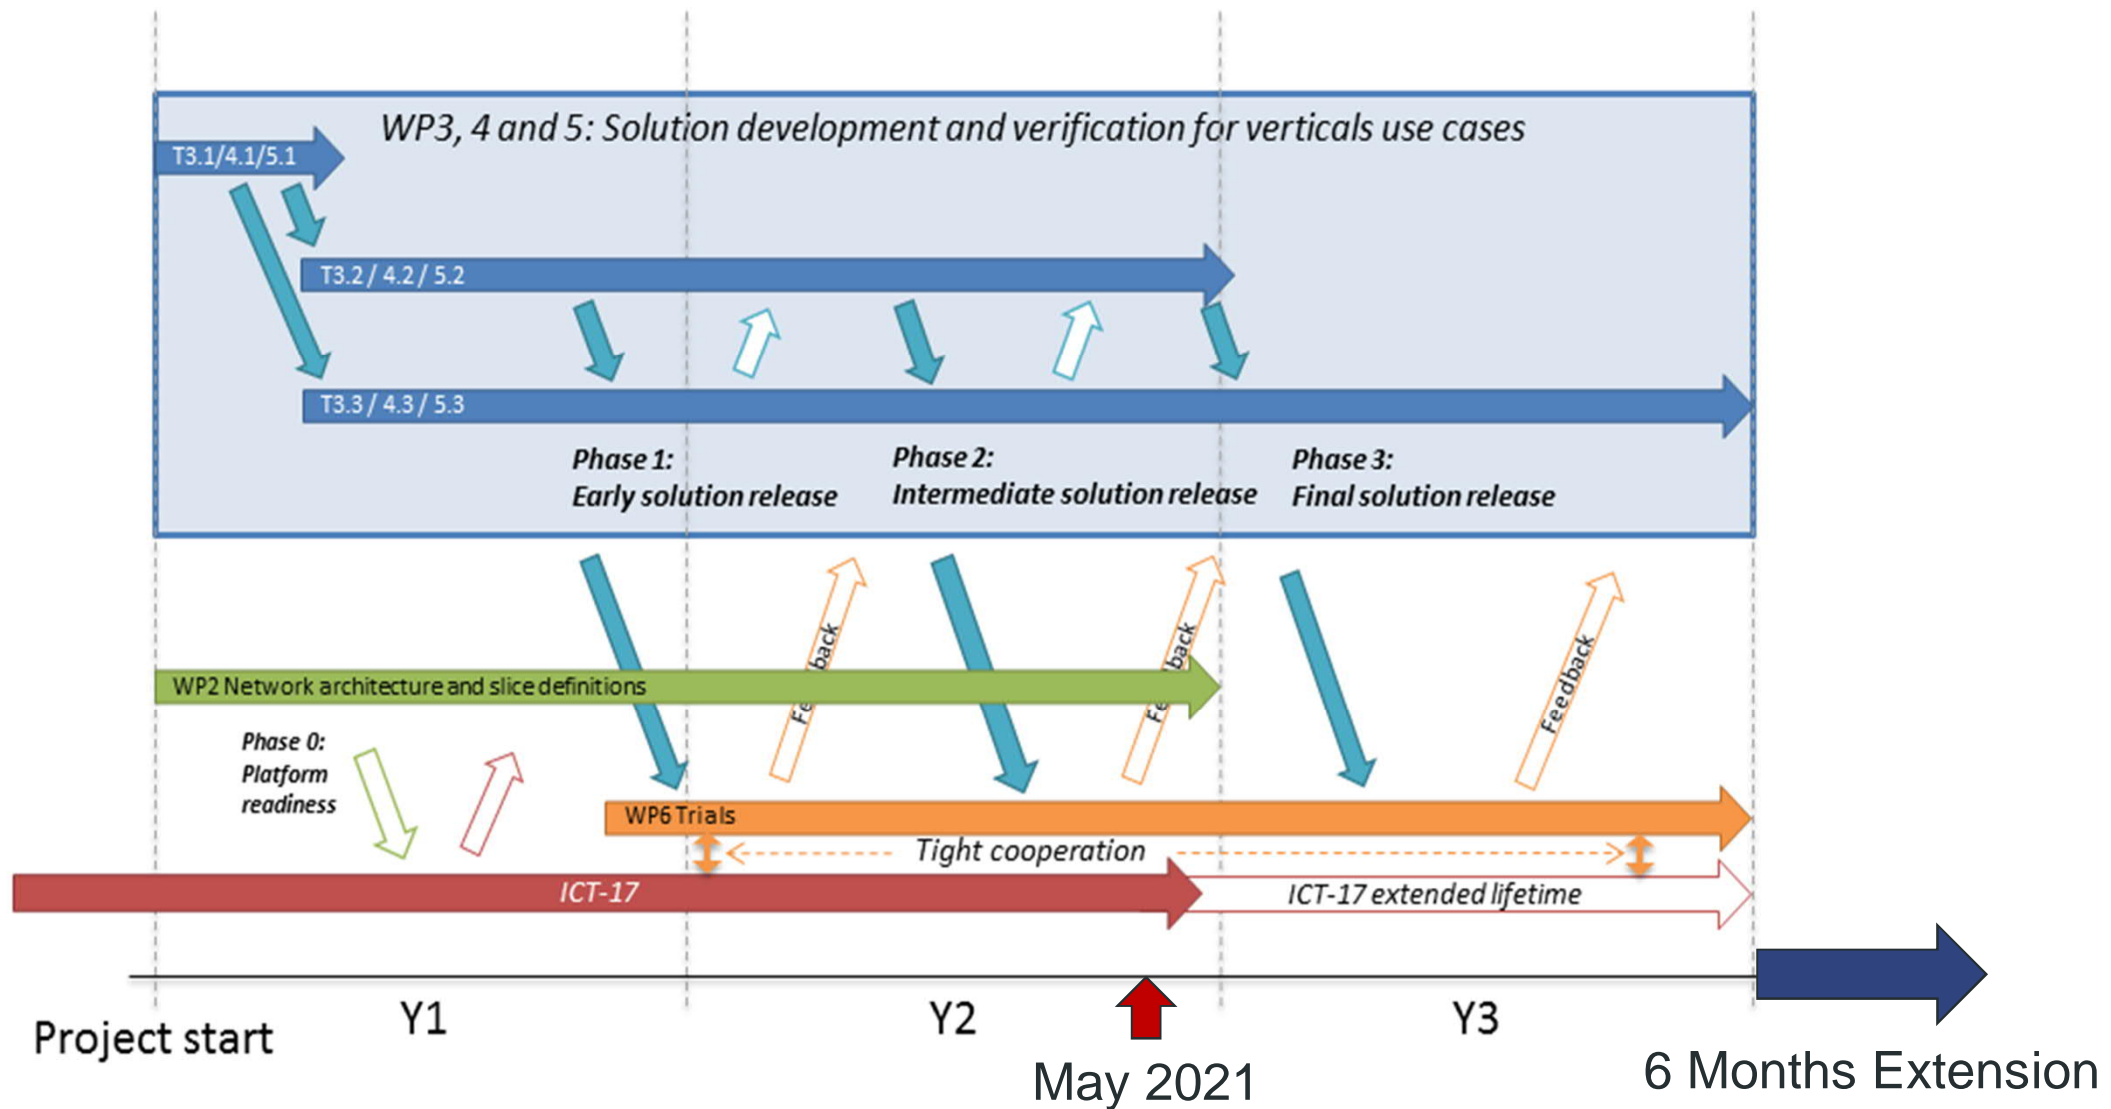 WP3, 4 and 5: Solution development and verification for verticals use cases
T3.1/4.1/5.1
T3.2 / 4.2 / 5.2
T3.3 / 4.3 / 5.3
Phase 1:
Early solution release
Phase 2:
Intermediate solution release
Phase 3:
Final solution release
Fe back
Fe back
Feedback
WP2 Network architecture and slice definitions
Phase 0:
Platform
readiness
WP6 Trials
Tight cooperation
ICT-17
ICT-17 extended lifetime
Project start
Y1
Y2
Y3
May 2021
6 Months Extension